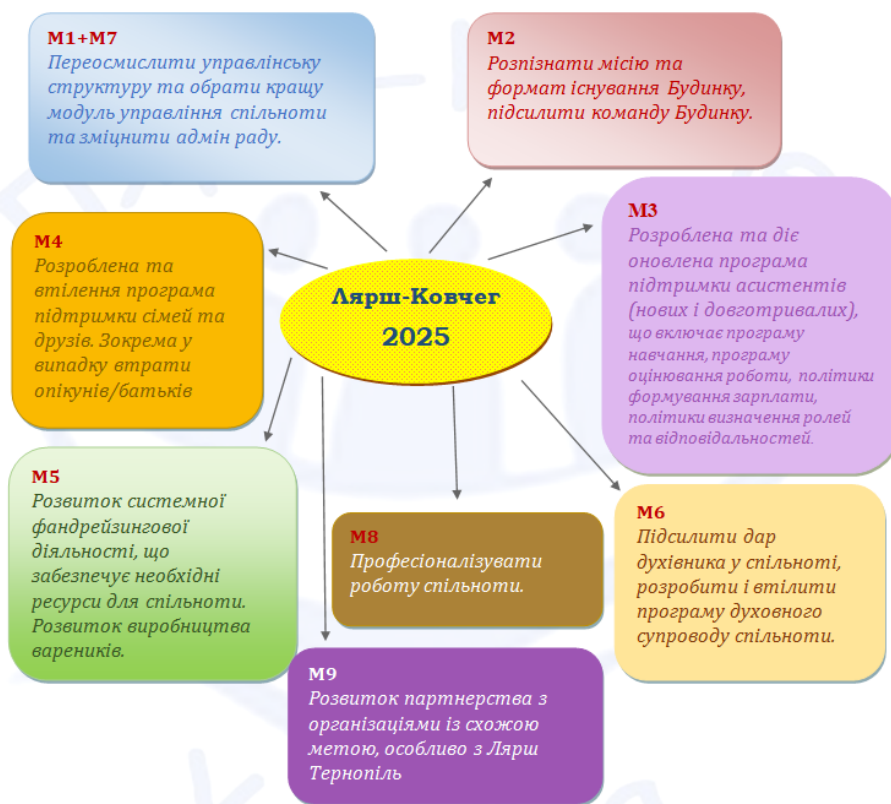 М1+М7
Переосмислити управлінську
структуру та обрати кращу
модуль управління спільноти
та зміцнити адмін раду.
М2
Розпізнати місію та
формат існування Будинку,
підсилити команду Будинку.
М4
Розроблена та
втілення програма
підтримки сімей та
друзів. Зокрема у
випадку втрати
опікунів/батьків
Лярш-Ковчег
2025
М3
Розроблена та діє
оновлена програма
підтримки асистентів
(нових і довготривалих),
що включає програму
навчання, програму
оцінювання роботи, політики
формування зарплати,
політики визначення ролей
та відповідальностей.
М5
Розвиток системної
фандрейзингової
діяльності, що
забезпечує необхідні
ресурси для спільноти.
Розвиток виробництва
вареників.
М8
Професіоналізувати
роботу спільноти.
М6
Підсилити дар
духівника у спільноті,
розробити і втілити
програму духовного
супроводу спільноти.
М9
Розвиток партнерства з
організаціями із схожою
метою, особливо з Лярш
Тернопіль